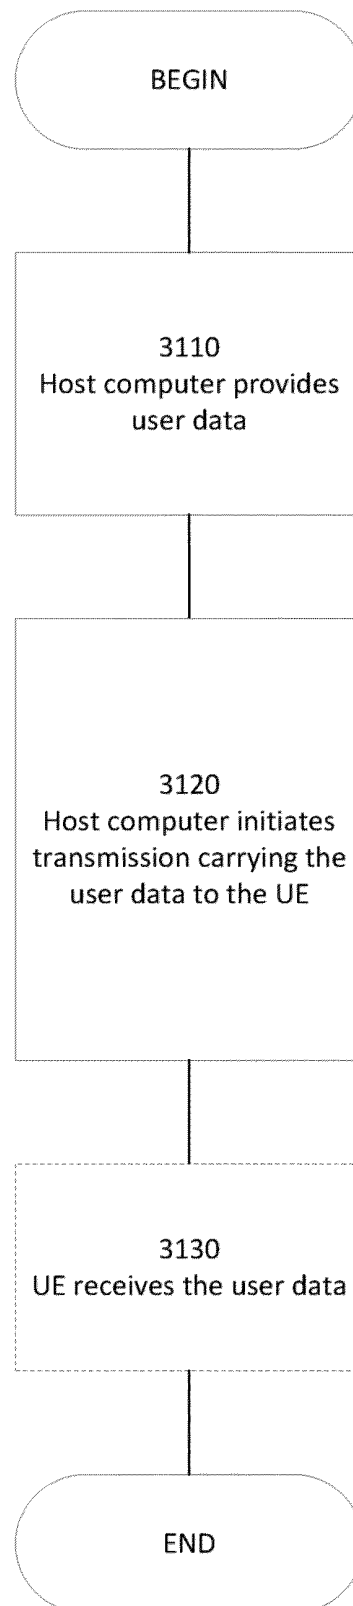 BEGIN
3110
Host computer provides
user data
3120
Host computer initiates
transmission carrying the
user data to the UE
3130
UE receives the user data
END